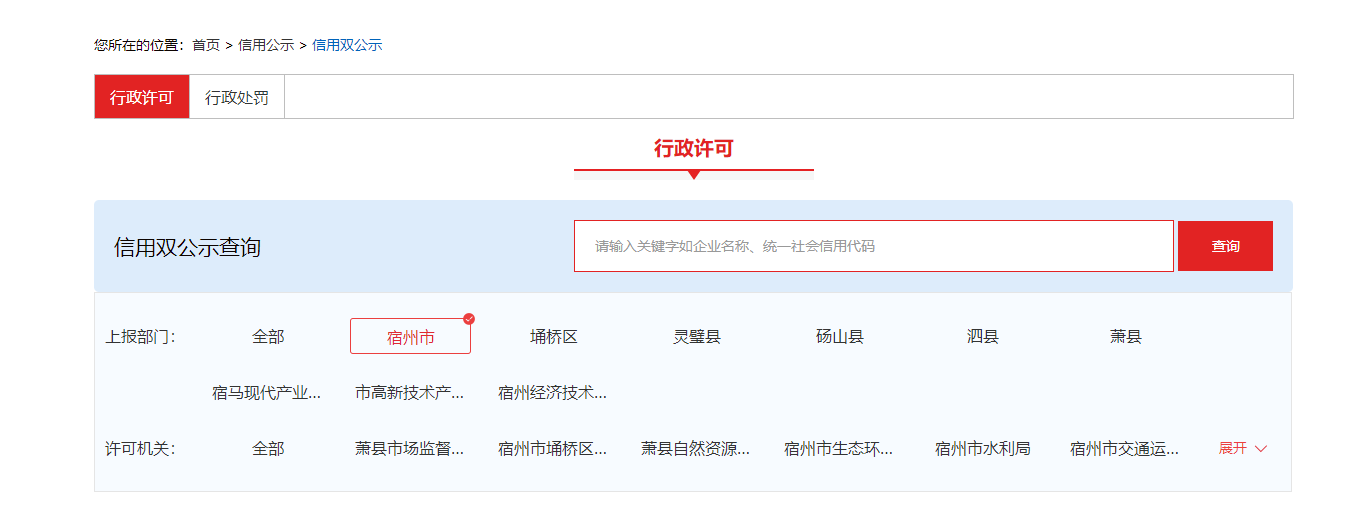 您所在的位置：首页 > 信用公示 > 信用双公示
行政许可 行政处罚
行政许可
信用双公示查询 请输入关键字如企业名称、统一社会信用代码 查询
上报部门： 全部 宿州市 埇桥区 灵璧县 砀山县 泗县 萧县
宿马现代产业... 市高新技术产... 宿州经济技术...
许可机关： 全部 萧县市场监督... 宿州市埇桥区... 萧县自然资源... 宿州市生态环... 宿州市水利局 宿州市交通运... 展开